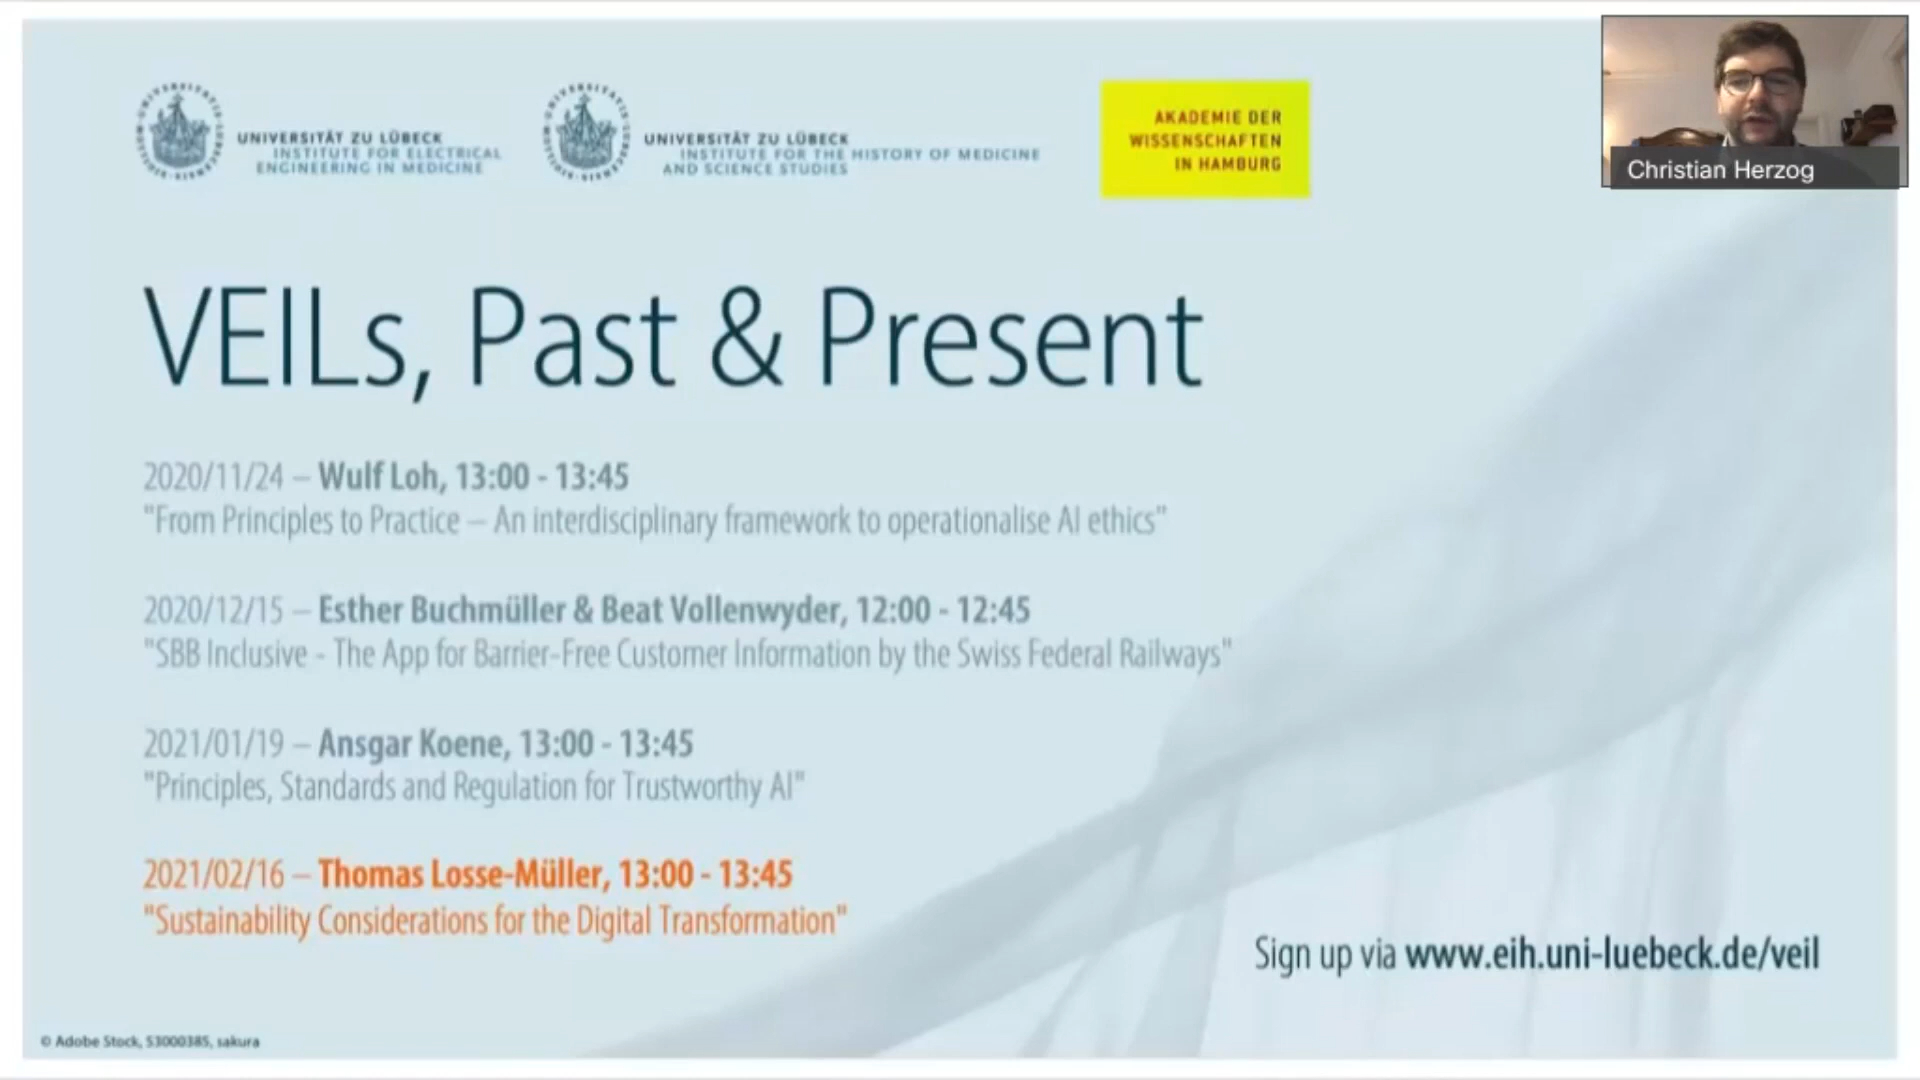 UNIVERSITÄT ZU LÜBECK
INSTITUTE FOR ELECTRICAL
ENGINEERING IN MEDICINE
UNIVERSITÄT ZU LÜBECK
INSTITUTE FOR THE HISTORY OF MEDICINE
AND SCIENCE STUDIES
AKADEMIE DER
WISSENSCHAFTEN
IN HAMBURG
Christian Herzog
VEILs, Past & Present
2020/11/24 – Wulf Loh, 13:00 - 13:45
"From Principles to Practice – An interdisciplinary framework to operationalise AI ethics"
2020/12/15 – Esther Buchmüller & Beat Vollenwyder, 12:00 - 12:45
"SBB Inclusive - The App for Barrier-Free Customer Information by the Swiss Federal Railways"
2021/01/19 – Ansgar Koene, 13:00 - 13:45
"Principles, Standards and Regulation for Trustworthy AI"
2021/02/16 – Thomas Losse-Müller, 13:00 - 13:45
"Sustainability Considerations for the Digital Transformation"
Sign up via www.eih.uni-luebeck.de/veil
© Adobe Stock, 53000385, sakura